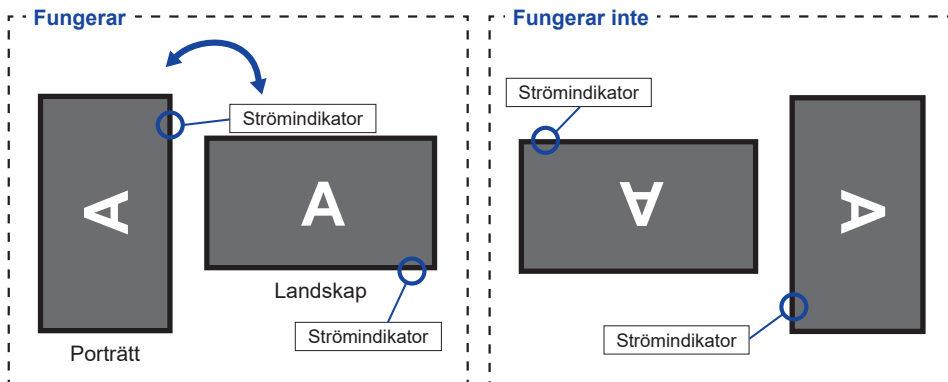 Fungerar
Strömindikator
A
A
Landskap
Strömindikator
Porträtt
Fungerar inte
Strömindikator
A
A
Strömindikator